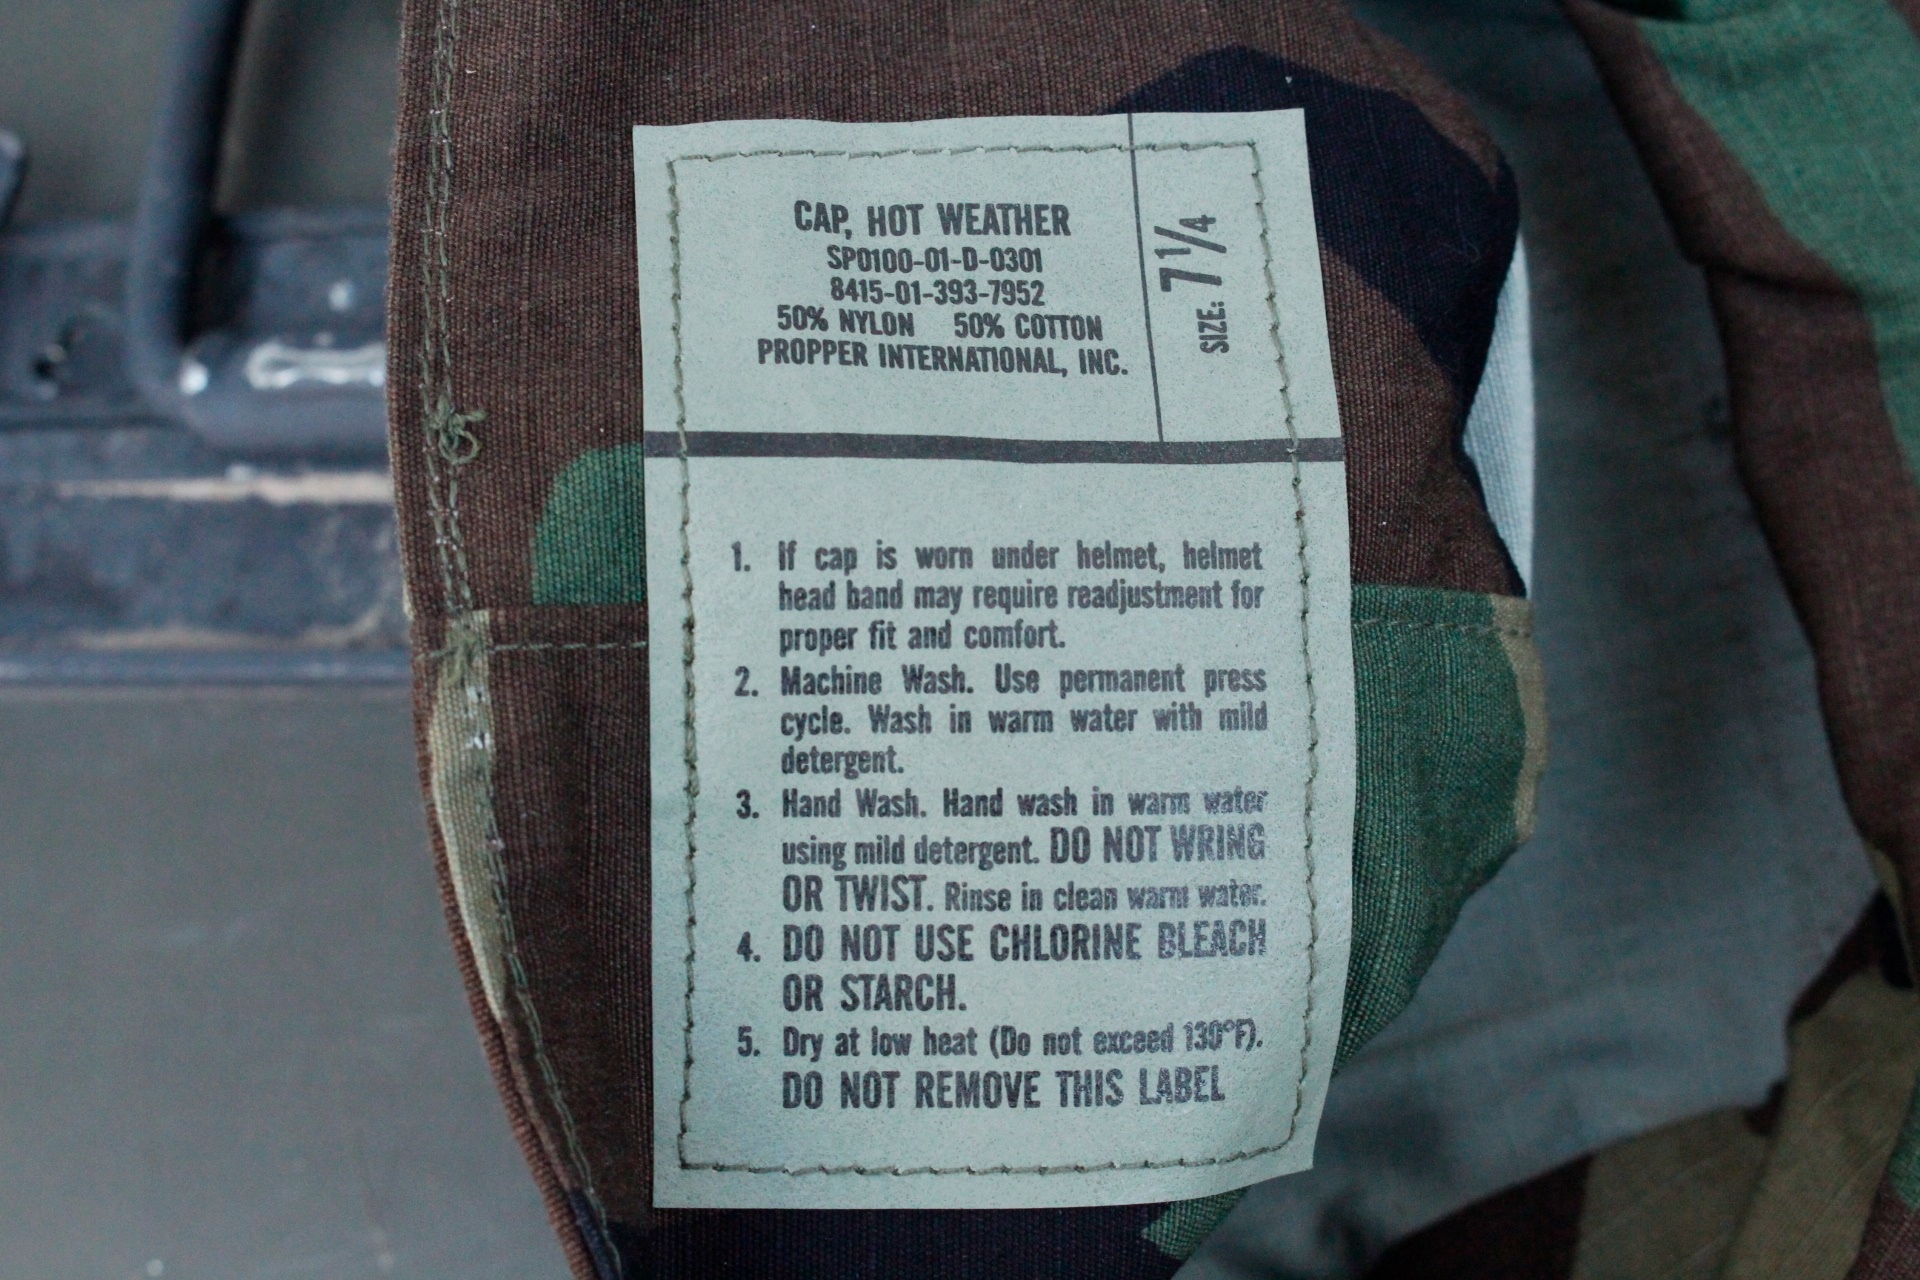 CAP, HOT WEATHER
SP0100-01-D-0301
8415-01-393-7952
50% NYLON 50% COTTON
PROPPER INTERNATIONAL, INC.
SIZE: 7 1/4
1. If cap is worn under helmet, helmet
head band may require readjustment for
proper fit and comfort.
2. Machine Wash. Use permanent press
cycle. Wash in warm water with mild
detergent.
3. Hand Wash. Hand wash in warm water
using mild detergent. DO NOT WRING
OR TWIST. Rinse in clean warm water.
4. DO NOT USE CHLORINE BLEACH
OR STARCH.
5. Dry at low heat (Do not exceed 130°F).
DO NOT REMOVE THIS LABEL